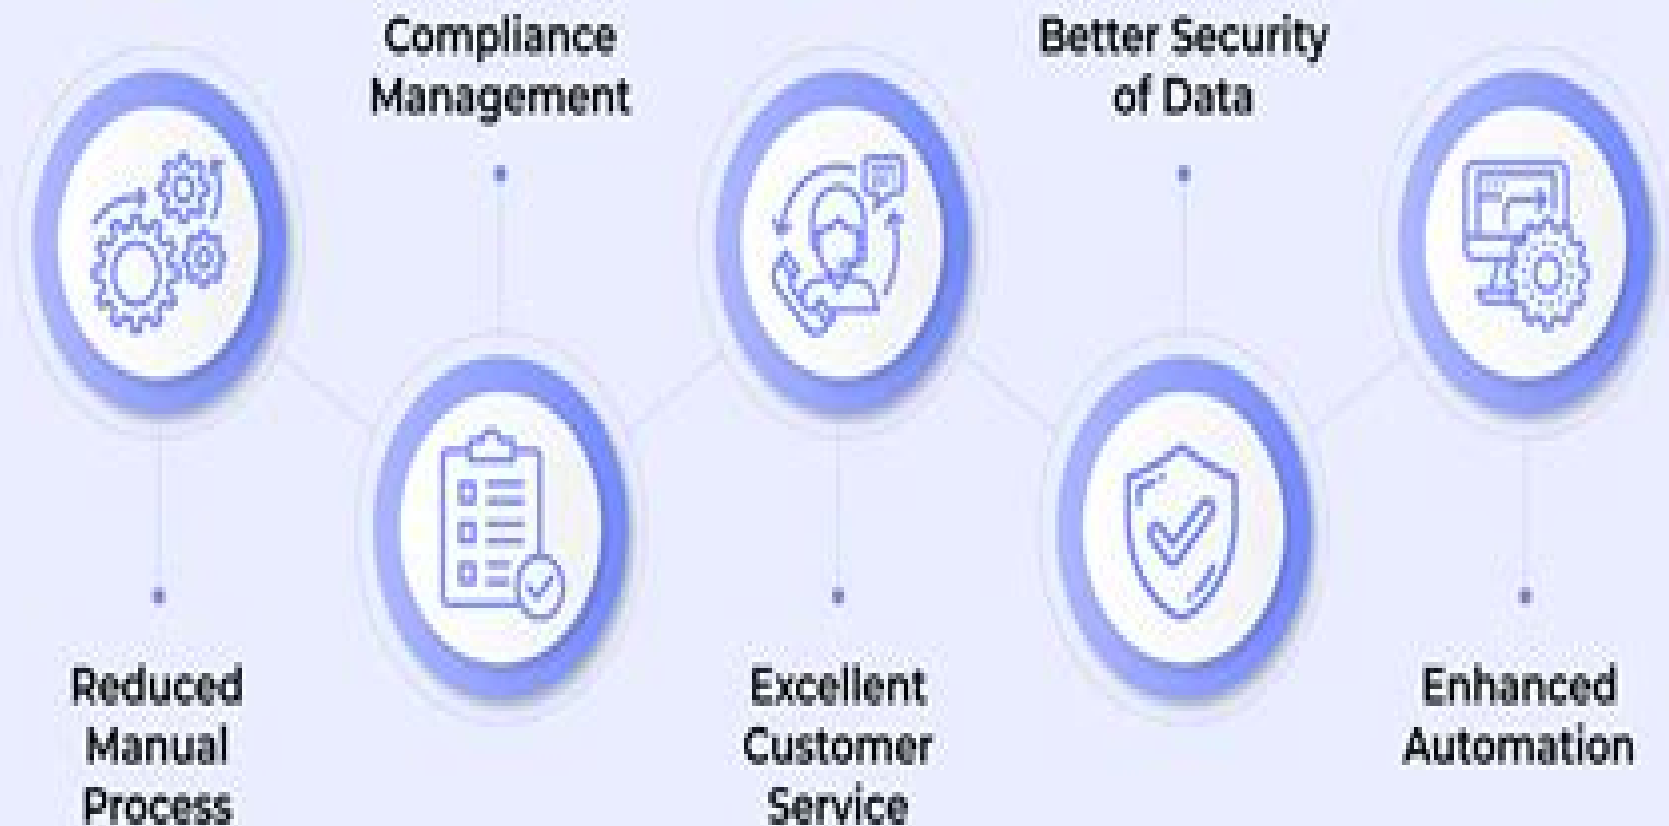 Compliance
Management
Better Security
of Data
Reduced
Manual
Process
Excellent
Customer
Service
Enhanced
Automation